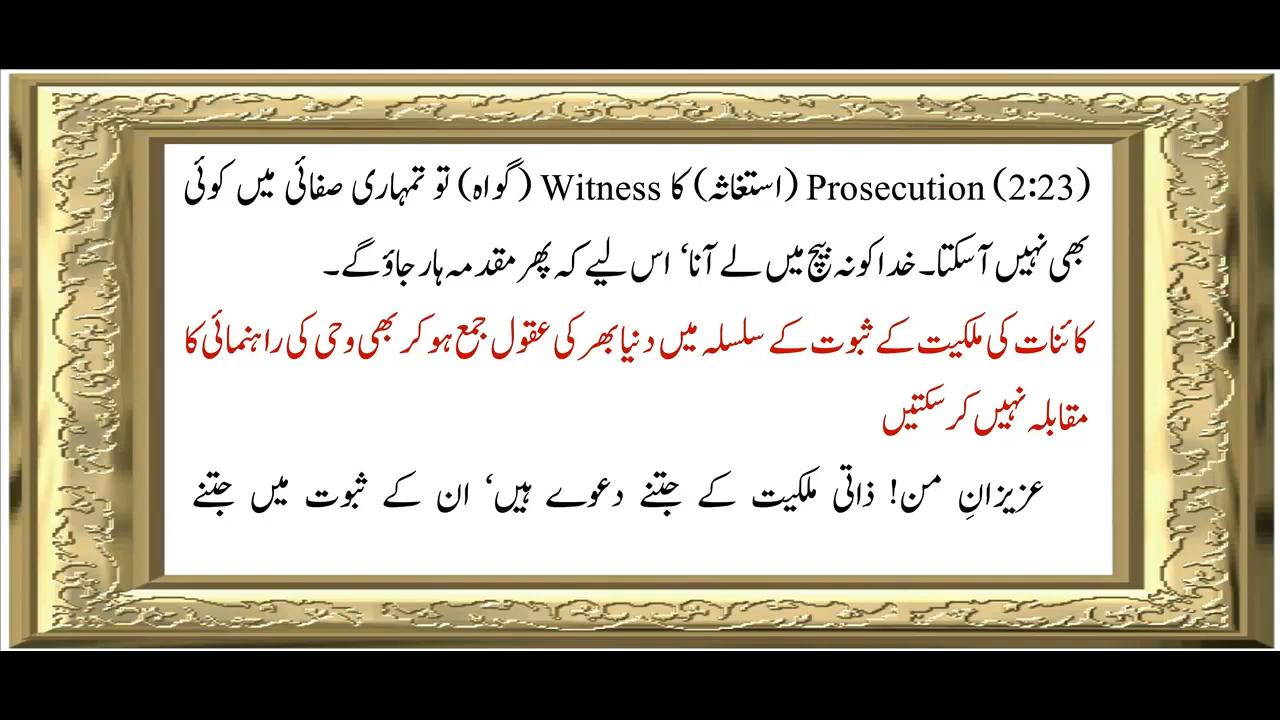 (2:23) Prosecution (استغاثہ) کا Witness (گواہ) تو تمہاری صفائی میں کوئی
بھی نہیں آ سکتا۔ خدا کو نہ بیچ میں لے آنا، اس لیے کہ پھر مقدمہ ہار جاؤ گے۔
کائنات کی ملکیت کے ثبوت کے سلسلہ میں دنیا بھر کی عقول جمع ہو کر بھی وحی کی راہنمائی کا
مقابلہ نہیں کر سکتیں
عزیزانِ من! ذاتی ملکیت کے جتنے دعوے ہیں، ان کے ثبوت میں جتنے